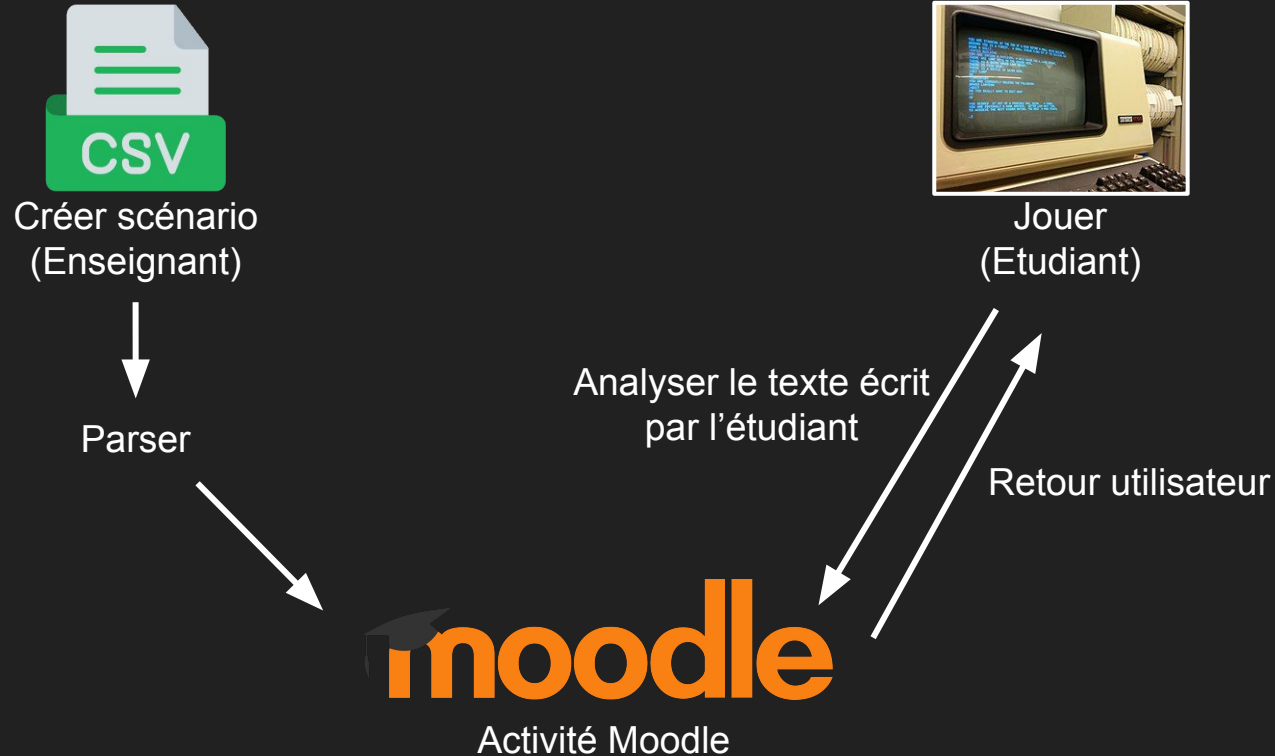 CSV
Créer scénario
(Enseignant)
Jouer
(Etudiant)
Analyser le texte écrit
par l’étudiant
Parser
Retour utilisateur
moodle
Activité Moodle